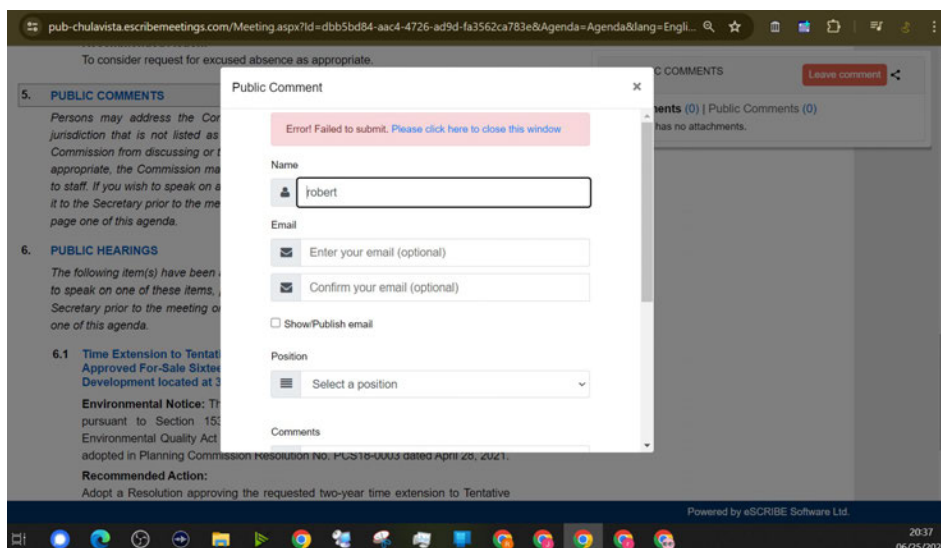 pub-chulavista.escribemeetings.com/Meeting.aspx?Id=dbb5bd84-aac4-4726-ad9d-fa3562ca783e&Agenda=Agenda&lang=Engli...
To consider request for excused absence as appropriate.
5. PUBLIC COMMENTS
Persons may address the Com
jurisdiction that is not listed as
Commission from discussing or t
appropriate, the Commission ma
to staff. If you wish to speak on a
it to the Secretary prior to the me
page one of this agenda.
6. PUBLIC HEARINGS
The following item(s) have been
to speak on one of these items,
Secretary prior to the meeting or
one of this agenda.
6.1 Time Extension to Tentati
Approved For-Sale Sixtee
Development located at 3
Environmental Notice: Th
pursuant to Section 153
Environmental Quality Act
adopted in Planning Commission Resolution No. PCS18-0003 dated April 28, 2021.
Recommended Action:
Adopt a Resolution approving the requested two-year time extension to Tentative
Public Comment
×
Error! Failed to submit. Please click here to close this window
Name
robert
Email
Enter your email (optional)
Confirm your email (optional)
Show/Publish email
Position
Select a position
Comments
C COMMENTS
Leave comment
ents (0) | Public Comments (0)
has no attachments.
Powered by eSCRIBE Software Ltd.
20:37